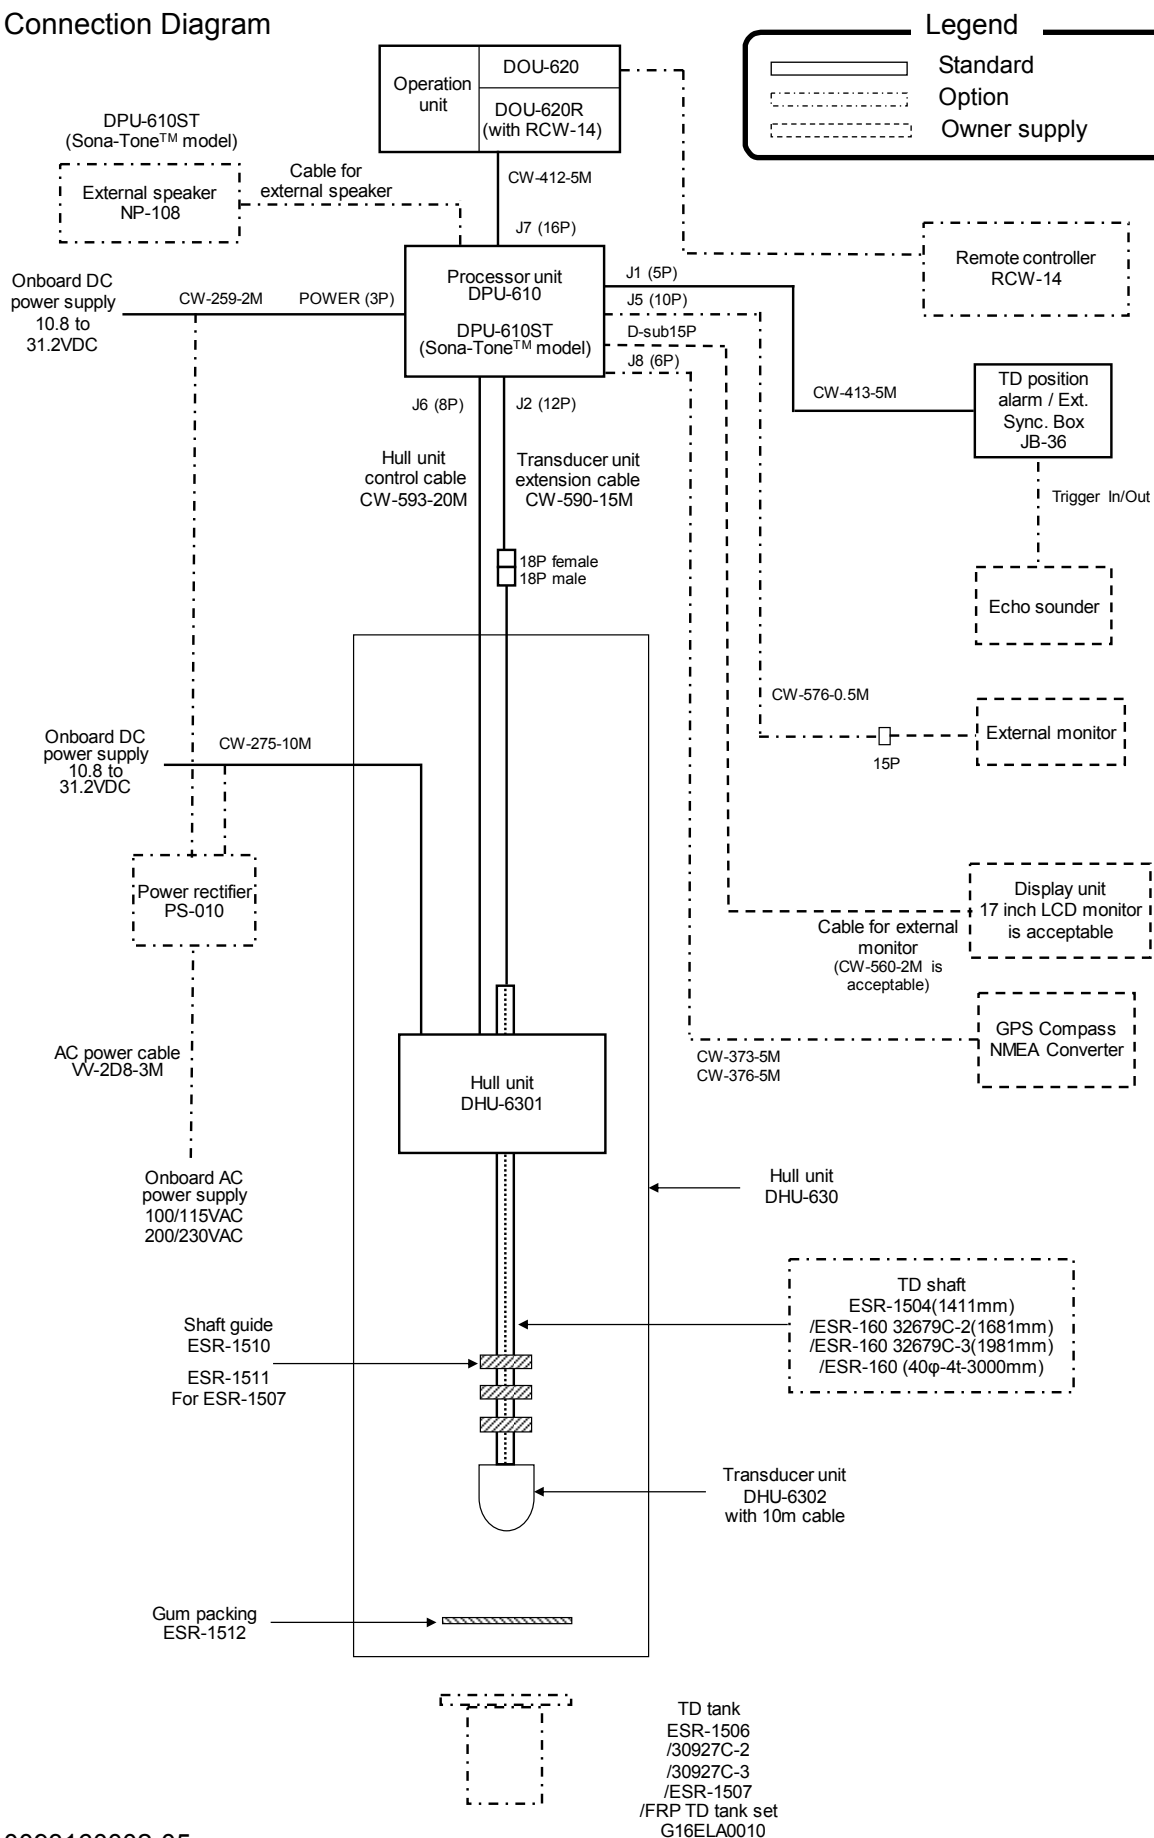 Connection Diagram
Legend
Standard
Option
Owner supply
Operation
unit
DOU-620
DOU-620R
(with RCW-14)
DPU-610ST
(Sona-Tone™ model)
External speaker
NP-108
Cable for
external speaker
CW-412-5M
J7 (16P)
Remote controller
RCW-14
Onboard DC
power supply
10.8 to
31.2VDC
CW-259-2M
POWER (3P)
Processor unit
DPU-610
DPU-610ST
(Sona-Tone™ model)
J1 (5P)
J5 (10P)
D-sub15P
J8 (6P)
CW-413-5M
TD position
alarm / Ext.
Sync. Box
JB-36
J6 (8P)
J2 (12P)
Hull unit
control cable
CW-593-20M
Transducer unit
extension cable
CW-590-15M
Trigger In/Out
18P female
18P male
Echo sounder
CW-576-0.5M
15P
External monitor
Onboard DC
power supply
10.8 to
31.2VDC
CW-275-10M
Power rectifier
PS-010
Display unit
17 inch LCD monitor
is acceptable
Cable for external
monitor
(CW-560-2M is
acceptable)
GPS Compass
NMEA Converter
CW-373-5M
CW-376-5M
AC power cable
VV-2D8-3M
Hull unit
DHU-6301
Onboard AC
power supply
100/115VAC
200/230VAC
Hull unit
DHU-630
TD shaft
ESR-1504(1411mm)
/ESR-160 32679C-2(1681mm)
/ESR-160 32679C-3(1981mm)
/ESR-160 (40φ-4t-3000mm)
Shaft guide
ESR-1510
ESR-1511
For ESR-1507
Transducer unit
DHU-6302
with 10m cable
Gum packing
ESR-1512
TD tank
ESR-1506
/30927C-2
/30927C-3
/ESR-1507
/FRP TD tank set
G16ELA0010